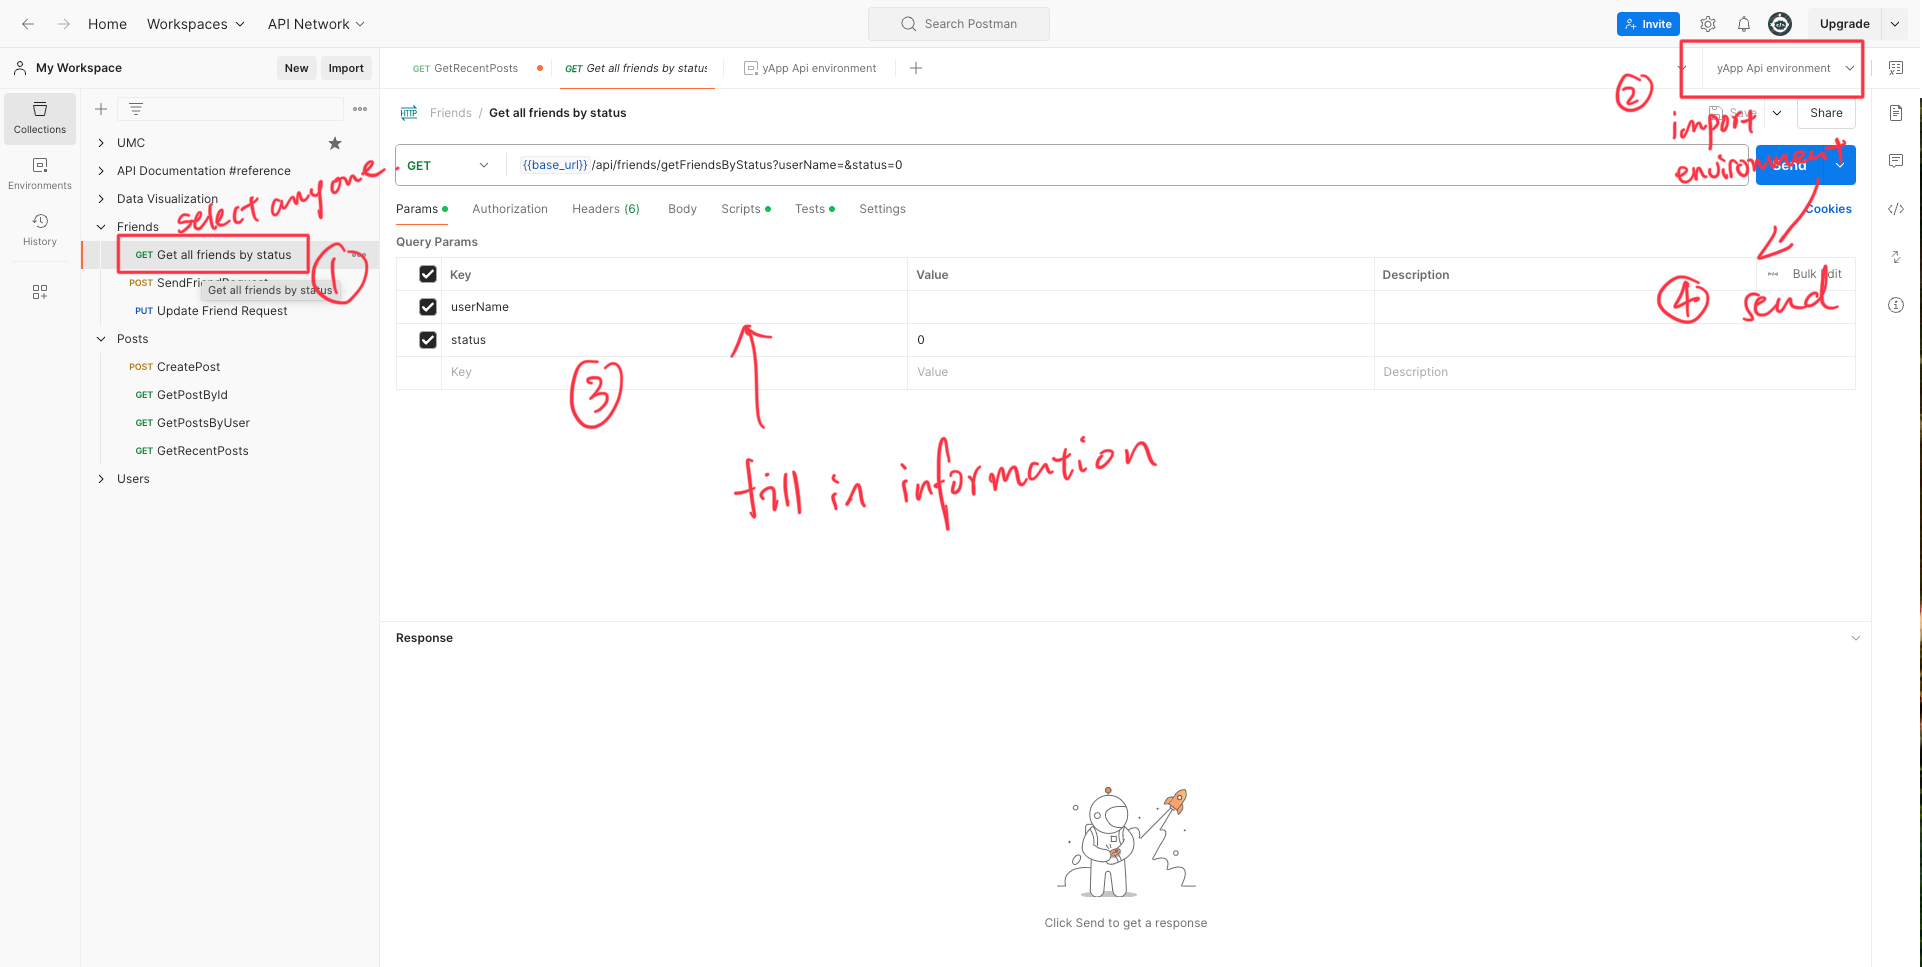 Home Workspaces API Network Search Postman Invite Upgrade
My Workspace New Import GET GetRecentPosts GET Get all friends by status yApp Api environment yApp Api environment
Collections
Environments
History
UMC
API Documentation #reference
Data Visualization
Friends
GET Get all friends by status
POST SendFriendRequest
Get all friends by status
PUT Update Friend Request
Posts
POST CreatePost
GET GetPostById
GET GetPostsByUser
GET GetRecentPosts
Users
select anyone.
1
2
import
environment
HTTP Friends / Get all friends by status Save Share
GET {{base_url}}/api/friends/getFriendsByStatus?userName=&status=0 Send
Params Authorization Headers (6) Body Scripts Tests Settings Cookies
Query Params
Key Value Description Bulk Edit
userName
status 0
Key Value Description
4 send
3
fill in information
Response
Click Send to get a response